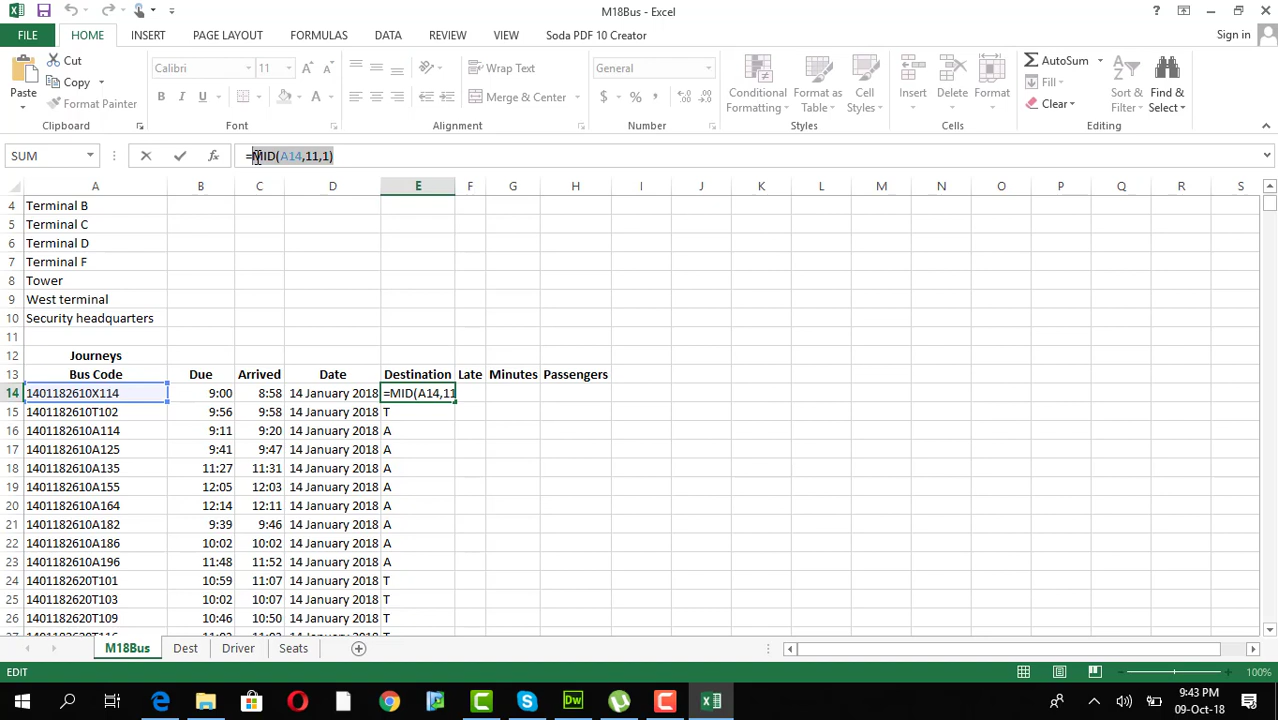 M18Bus - Excel
?
FILE HOME INSERT PAGE LAYOUT FORMULAS DATA REVIEW VIEW Soda PDF 10 Creator Sign in
Paste Cut Copy Format Painter Clipboard
Calibri 11 A A B I U A Font
Wrap Text Merge & Center Alignment
General $ % , Number
Conditional Formatting Format as Table Cell Styles Styles
Insert Delete Format Cells
AutoSum Fill Clear Sort & Filter Find & Select Editing
SUM fx =MID(A14,11,1)
A B C D E F G H I J K L M N O P Q R S
4 Terminal B
5 Terminal C
6 Terminal D
7 Terminal F
8 Tower
9 West terminal
10 Security headquarters
11
12 Journeys
13 Bus Code Due Arrived Date Destination Late Minutes Passengers
14 1401182610X114 9:00 8:58 14 January 2018 =MID(A14,11
15 1401182610T102 9:56 9:58 14 January 2018 T
16 1401182610A114 9:11 9:20 14 January 2018 A
17 1401182610A125 9:41 9:47 14 January 2018 A
18 1401182610A135 11:27 11:31 14 January 2018 A
19 1401182610A155 12:05 12:03 14 January 2018 A
20 1401182610A164 12:14 12:11 14 January 2018 A
21 1401182610A182 9:39 9:46 14 January 2018 A
22 1401182610A186 10:02 10:02 14 January 2018 A
23 1401182610A196 11:48 11:52 14 January 2018 A
24 1401182620T101 10:59 11:07 14 January 2018 T
25 1401182620T103 10:02 10:07 14 January 2018 T
26 1401182620T109 10:46 10:50 14 January 2018 T
27 1401182620T116 11:02 11:03 14 January 2018 T
M18Bus Dest Driver Seats
EDIT 100%
9:43 PM
09-Oct-18